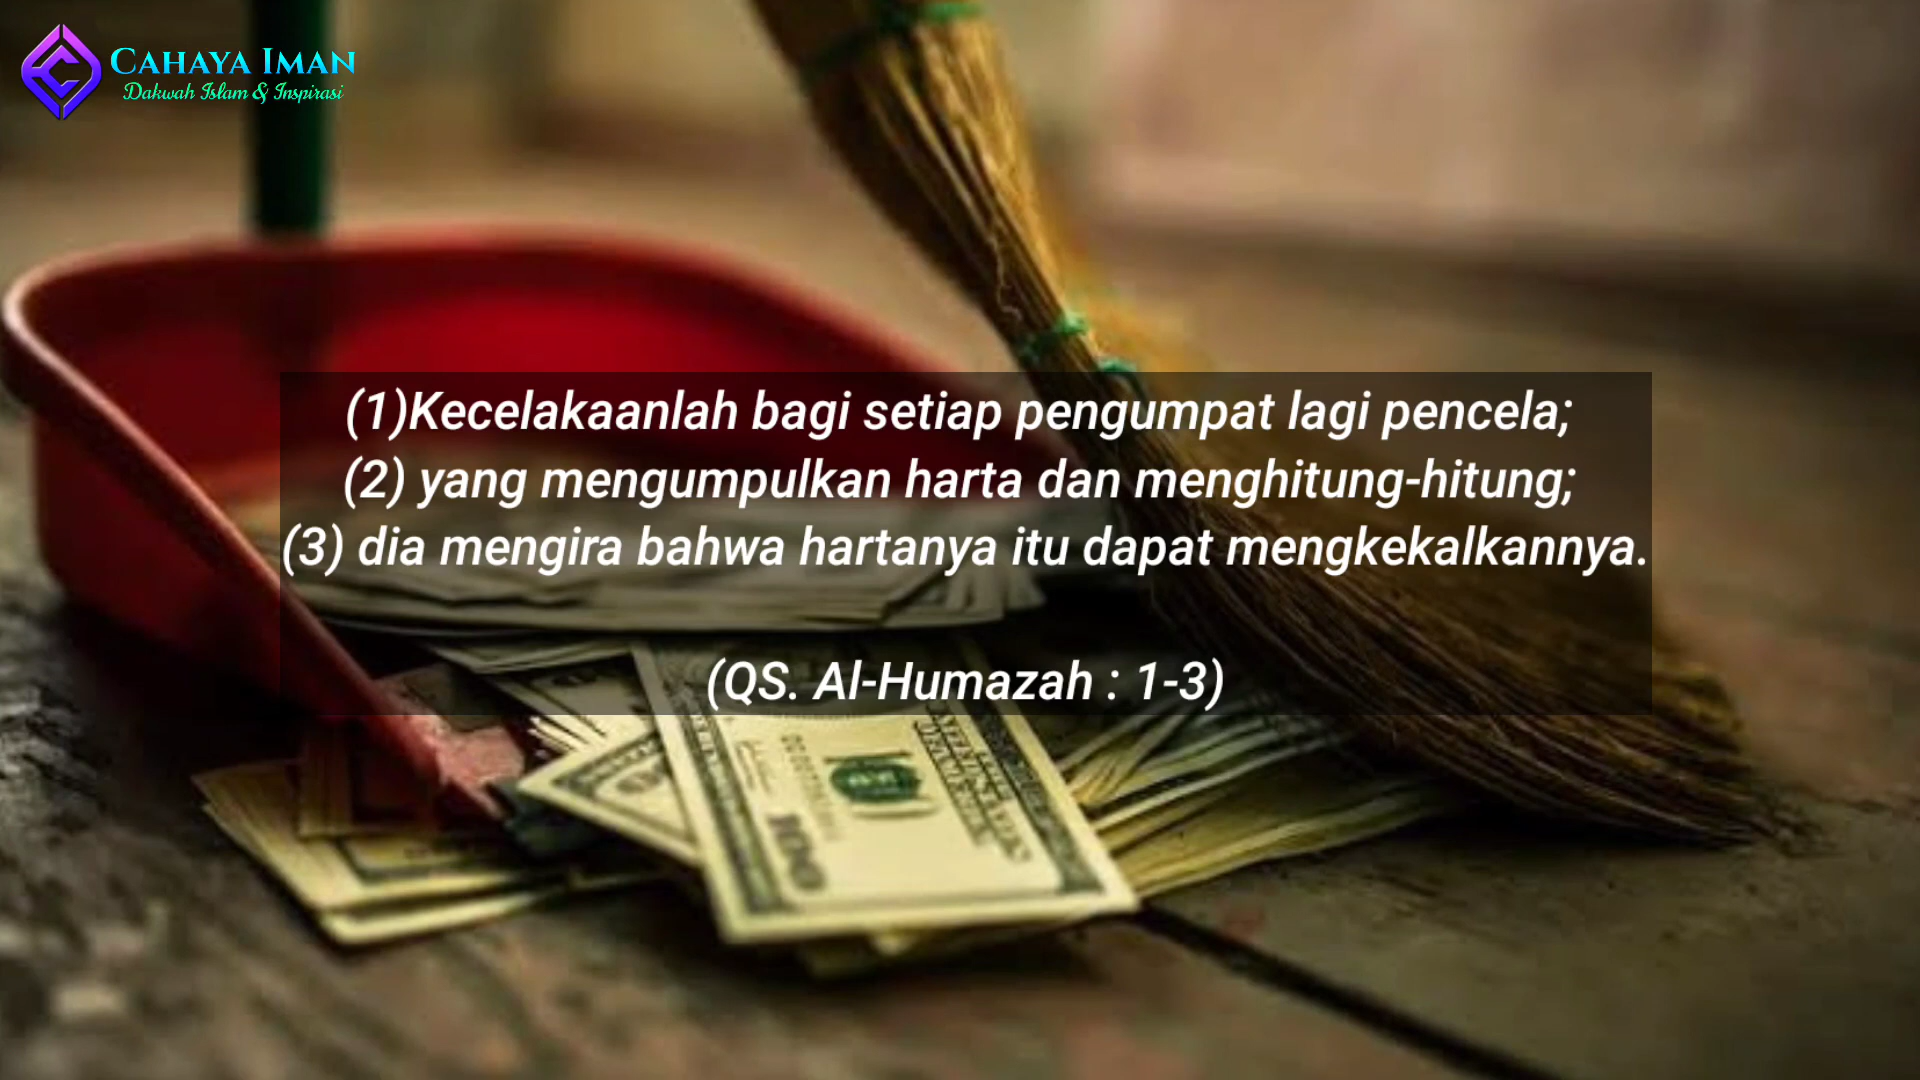 CAHAYA IMAN
Dakwah Islam & Inspirasi
(1)Kecelakaanlah bagi setiap pengumpat lagi pencela;
(2) yang mengumpulkan harta dan menghitung-hitung;
(3) dia mengira bahwa hartanya itu dapat mengkekalkannya.
(QS. Al-Humazah : 1-3)
100